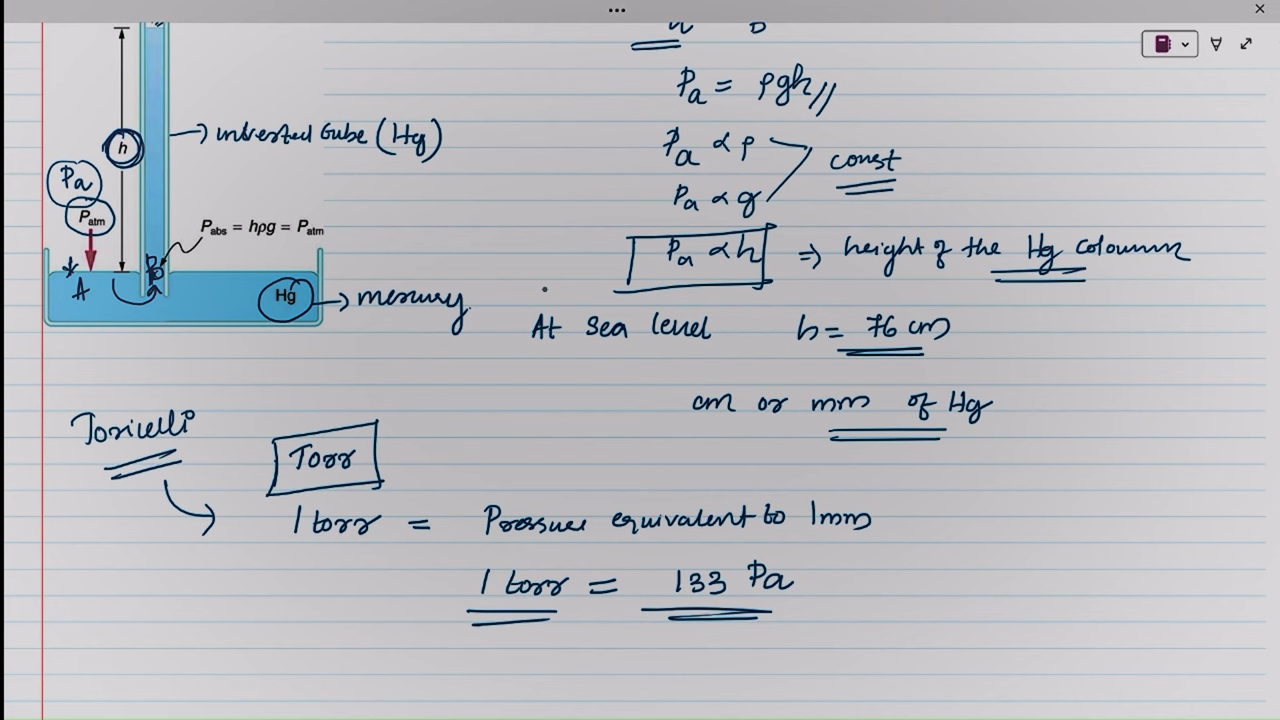 Pa = ρgh//
h
→ inverted tube (Hg)
Pa ∝ ρ
const
Pa
Patm
Pa ∝ g
Pabs = hρg = Patm
Pa ∝ h ⇒ height of the Hg coloumn
A
B
Hg → mercury
At sea level h = 76 cm
cm or mm of Hg
Toricelli
Torr
1 torr = Pressure equivalent to 1mm
1 torr = 133 Pa